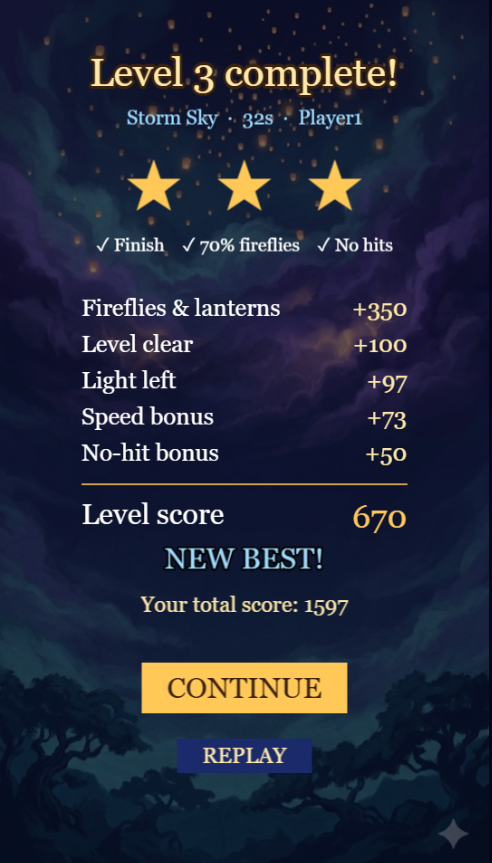 Level 3 complete!
Storm Sky · 32s · Player1
✓ Finish ✓ 70% fireflies ✓ No hits
Fireflies & lanterns +350
Level clear +100
Light left +97
Speed bonus +73
No-hit bonus +50
Level score 670
NEW BEST!
Your total score: 1597
CONTINUE
REPLAY